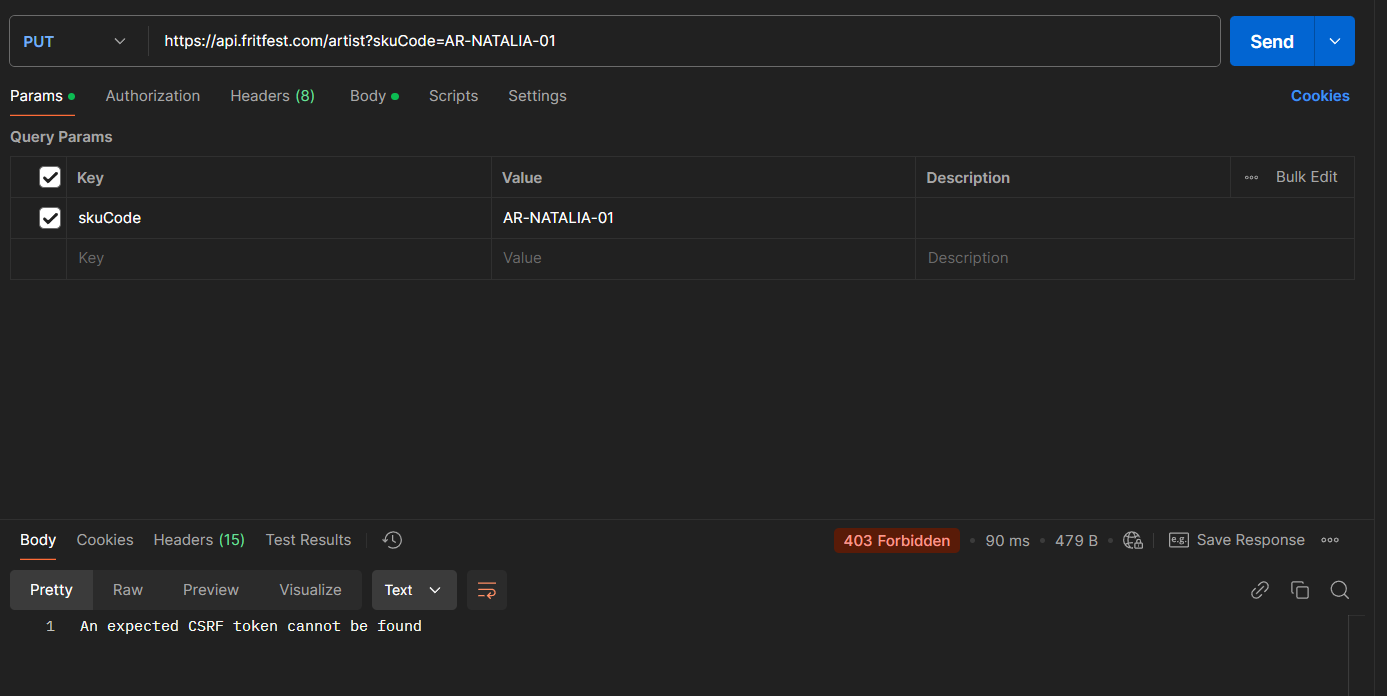 PUT https://api.fritfest.com/artist?skuCode=AR-NATALIA-01 Send
Params Authorization Headers (8) Body Scripts Settings Cookies
Query Params
Key Value Description Bulk Edit
skuCode AR-NATALIA-01
Key Value Description
Body Cookies Headers (15) Test Results 403 Forbidden 90 ms 479 B e.g. Save Response
Pretty Raw Preview Visualize Text
1 An expected CSRF token cannot be found